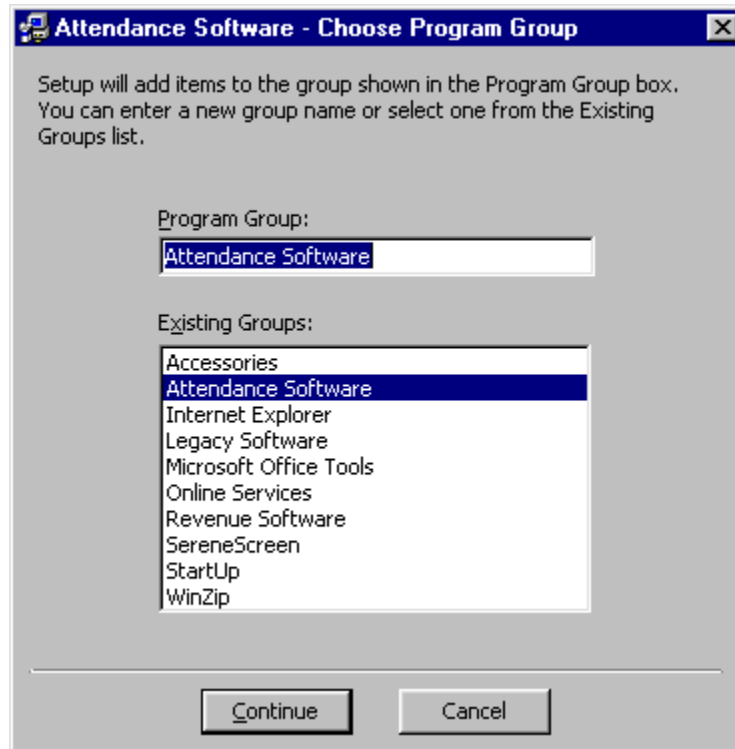 Attendance Software - Choose Program Group
Setup will add items to the group shown in the Program Group box.
You can enter a new group name or select one from the Existing
Groups list.
Program Group:
Attendance Software
Existing Groups:
Accessories
Attendance Software
Internet Explorer
Legacy Software
Microsoft Office Tools
Online Services
Revenue Software
SereneScreen
StartUp
WinZip
Continue Cancel